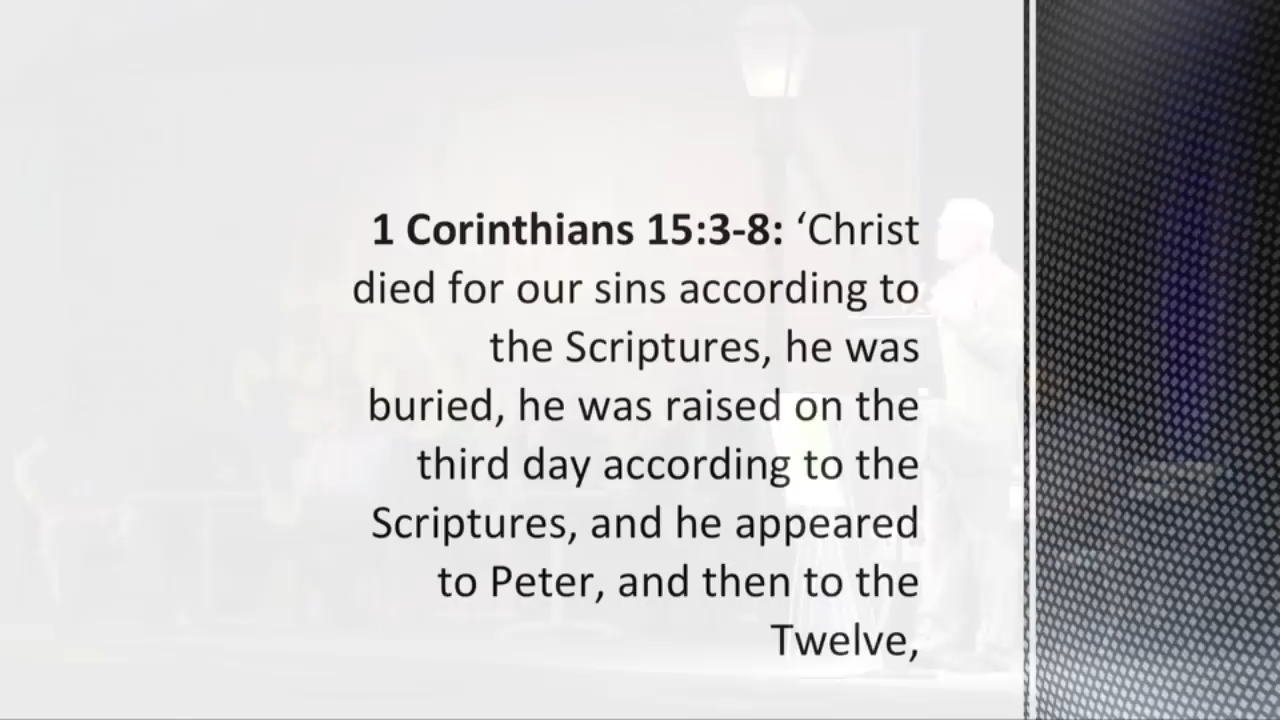 1 Corinthians 15:3-8: ‘Christ
died for our sins according to
the Scriptures, he was
buried, he was raised on the
third day according to the
Scriptures, and he appeared
to Peter, and then to the
Twelve,